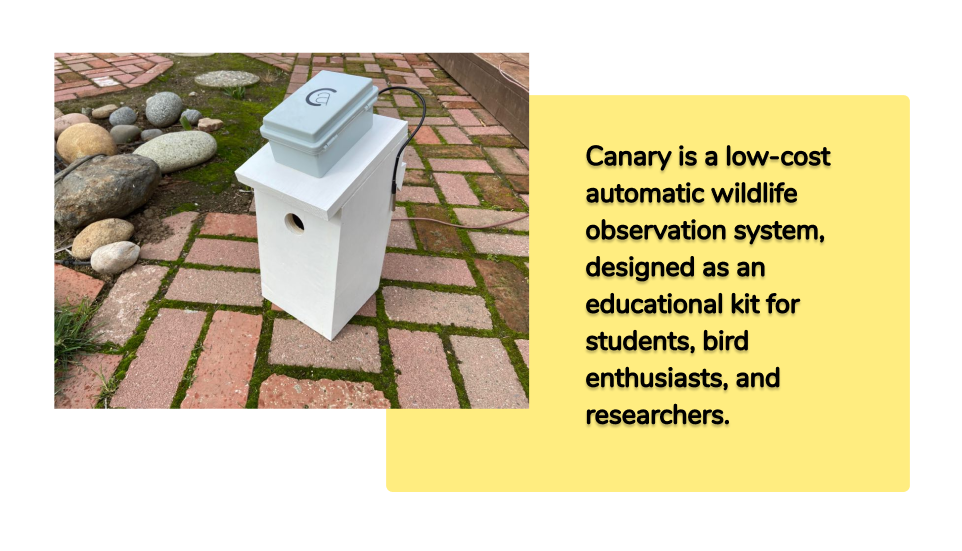 Ca
Canary is a low-cost
automatic wildlife
observation system,
designed as an
educational kit for
students, bird
enthusiasts, and
researchers.